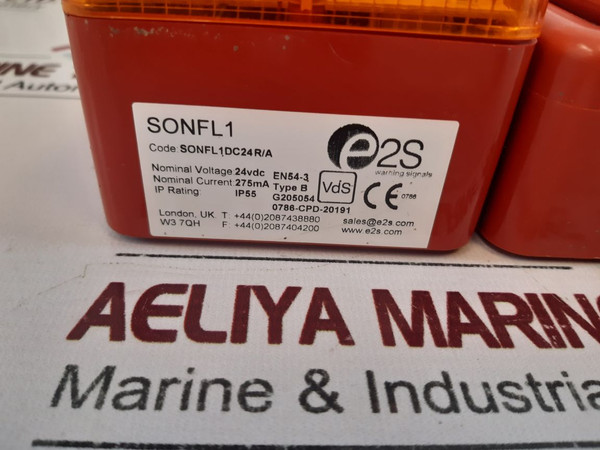 SONFL1
Code: SONFL1DC24R/A
Nominal Voltage: 24vdc
Nominal Current: 275mA
IP Rating: IP55
EN54-3
Type B
G205054
0786-CPD-20191
VdS
CE 0786
e2S
warning signals
London, UK T +44(0)2087438880
W3 7QH F +44(0)2087404200
sales@e2s.com
www.e2s.com
AELIYA MARIN
Marine & Industria